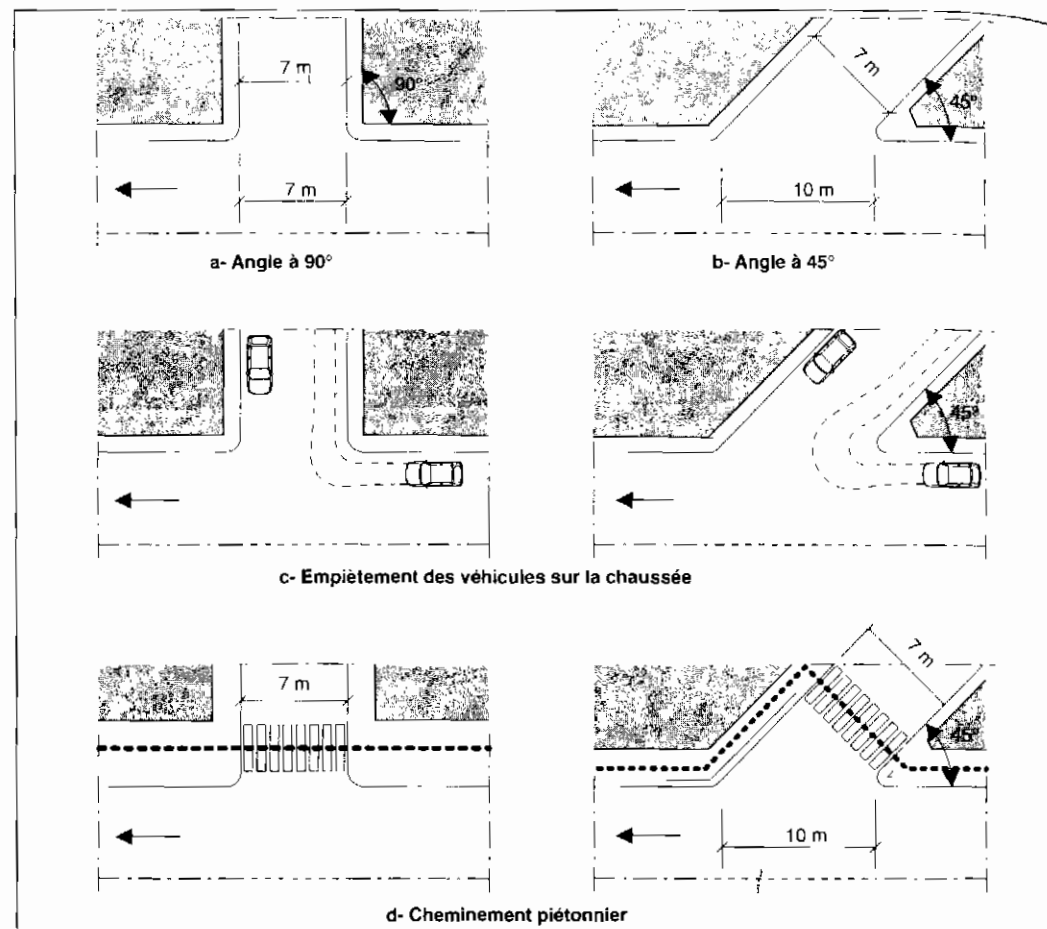 7 m
90°
7 m
a- Angle à 90°
7 m
45°
10 m
b- Angle à 45°
45°
c- Empiètement des véhicules sur la chaussée
7 m
7 m
45°
10 m
d- Cheminement piétonnier